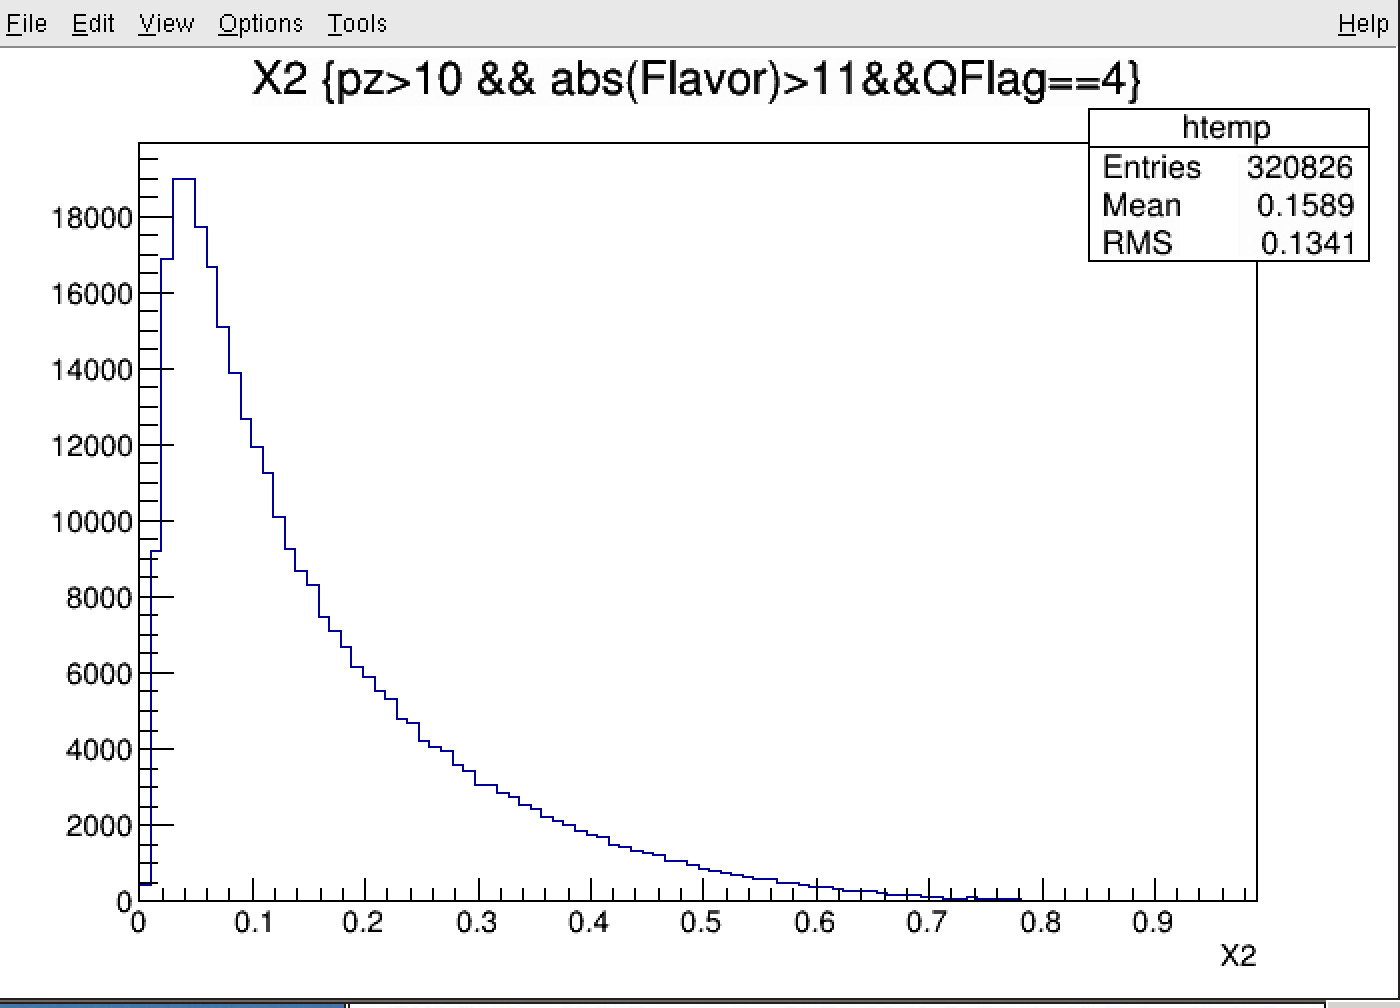 File Edit View Options Tools Help
X2 {pz>10 && abs(Flavor)>11&&QFlag==4}
htemp
Entries 320826
Mean 0.1589
RMS 0.1341
18000
16000
14000
12000
10000
8000
6000
4000
2000
0
0 0.1 0.2 0.3 0.4 0.5 0.6 0.7 0.8 0.9
X2